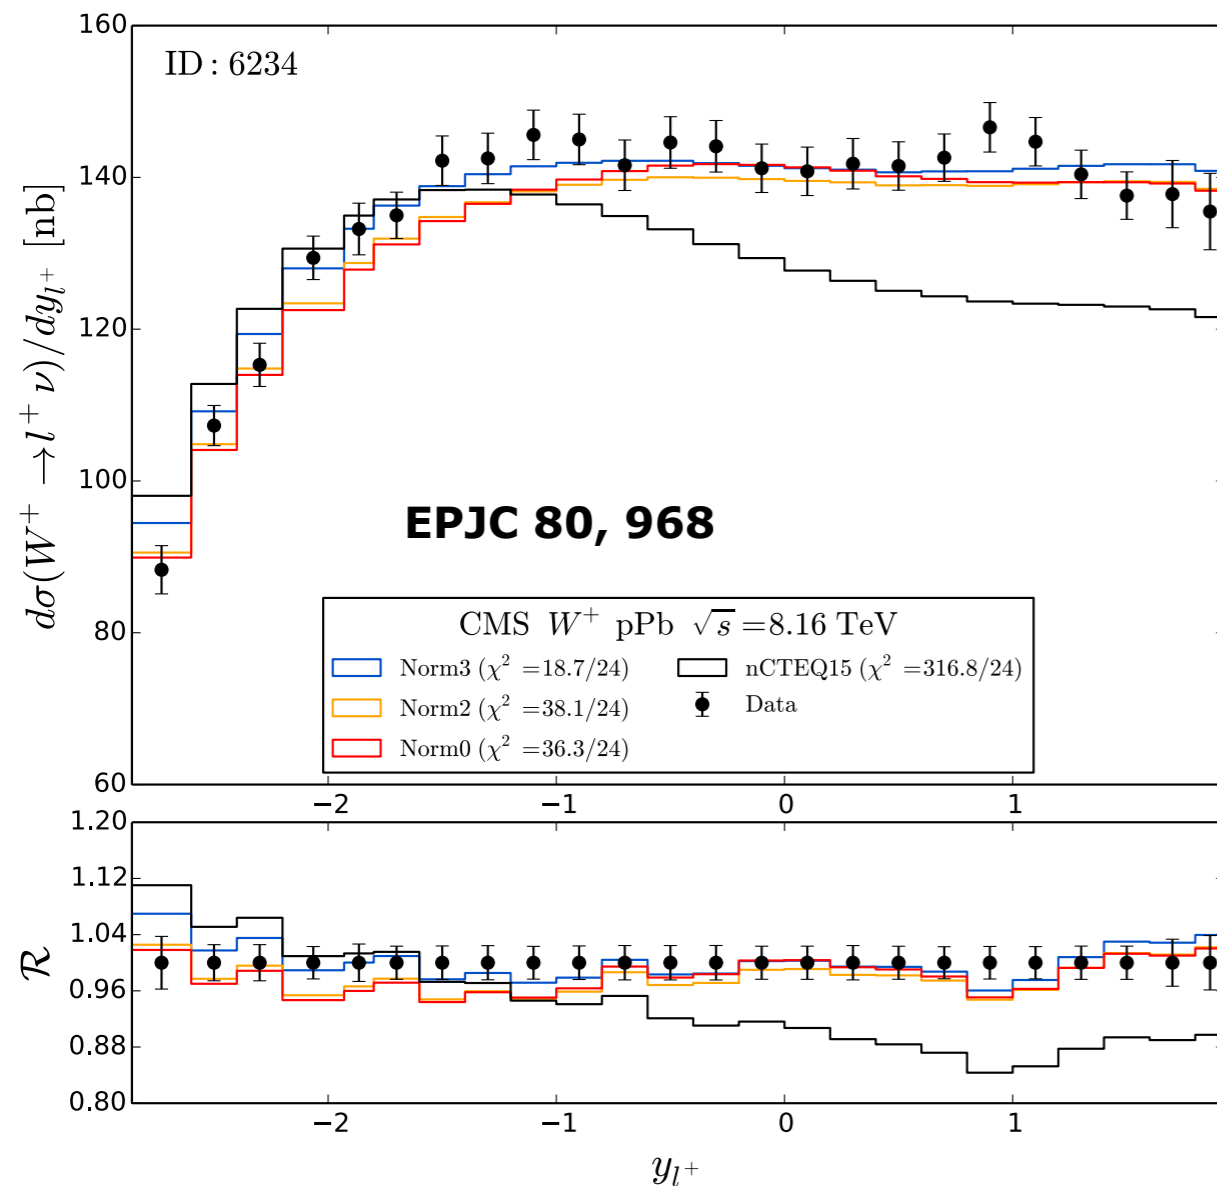 160
ID: 6234
140
120
100
80
60
dσ(W⁺ → l⁺ ν)/dy_{l⁺} [nb]
EPJC 80, 968
CMS W⁺ pPb √s = 8.16 TeV
Norm3 (χ² = 18.7/24)
nCTEQ15 (χ² = 316.8/24)
Norm2 (χ² = 38.1/24)
Data
Norm0 (χ² = 36.3/24)
−2 −1 0 1
1.20
1.12
1.04
0.96
0.88
0.80
ℛ
−2 −1 0 1
y_{l⁺}